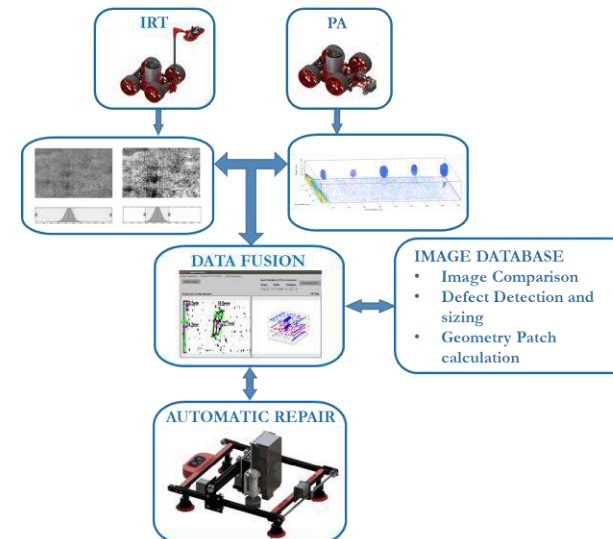 IRT
PA
DATA FUSION
IMAGE DATABASE
• Image Comparison
• Defect Detection and
sizing
• Geometry Patch
calculation
AUTOMATIC REPAIR